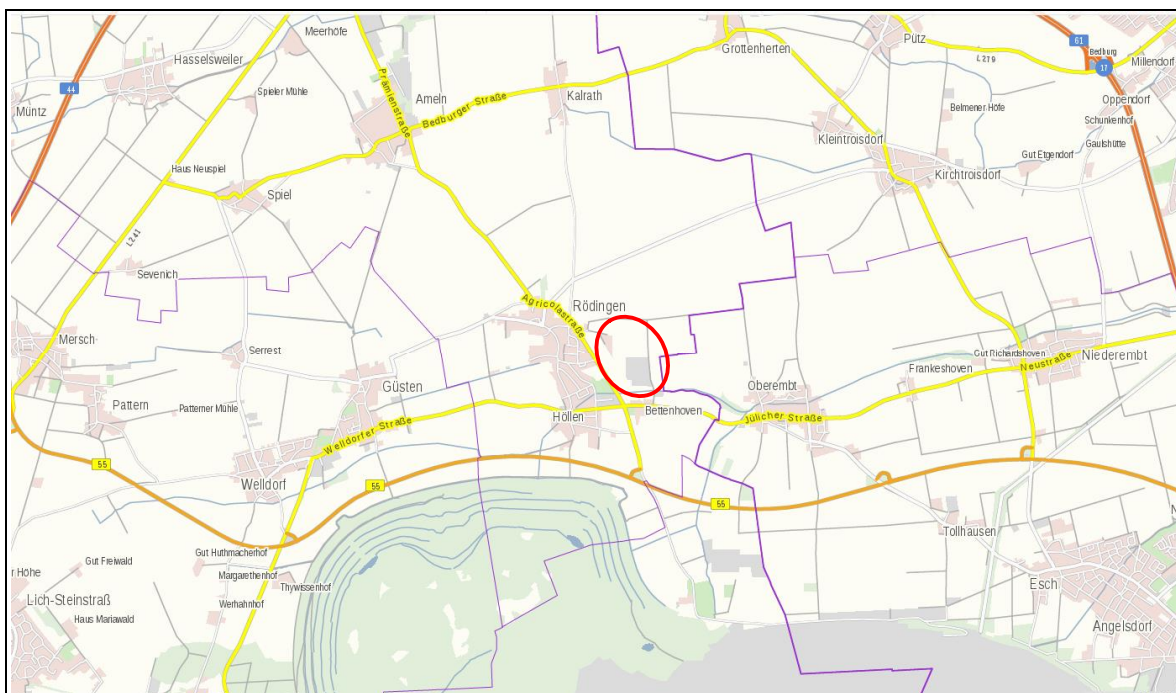 Meerhöfe
Hasselsweiler
Grottenherten
Pütz
61
Bedburg
L 279
17
Millendorf
44
Müntz
Spieler Mühle
Ameln
Prämienstraße
Bedburger Straße
Kalrath
Oppendorf
Belmener Höfe
Schunkenhof
Kleintroisdorf
Gaulshütte
Gut Etgendorf
Haus Neuspiel
Kirchtroisdorf
Spiel
L241
Sevenich
Agricolastraße
Rödingen
Mersch
Serrest
Gut Richardshoven
Neustraße
Niederembt
Güsten
Oberembt
Frankeshoven
Pattern
Patterner Mühle
Höllen
Bettenhoven
Jülicher Straße
Welldorfer Straße
55
Welldorf
55
55
Tollhausen
Gut Huthmacherhof
Gut Freiwald
Margarethenhof
Thywissenhof
r Höhe
Esch
Lich-Steinstraß
Werhahnhof
Haus Mariawald
Angelsdorf